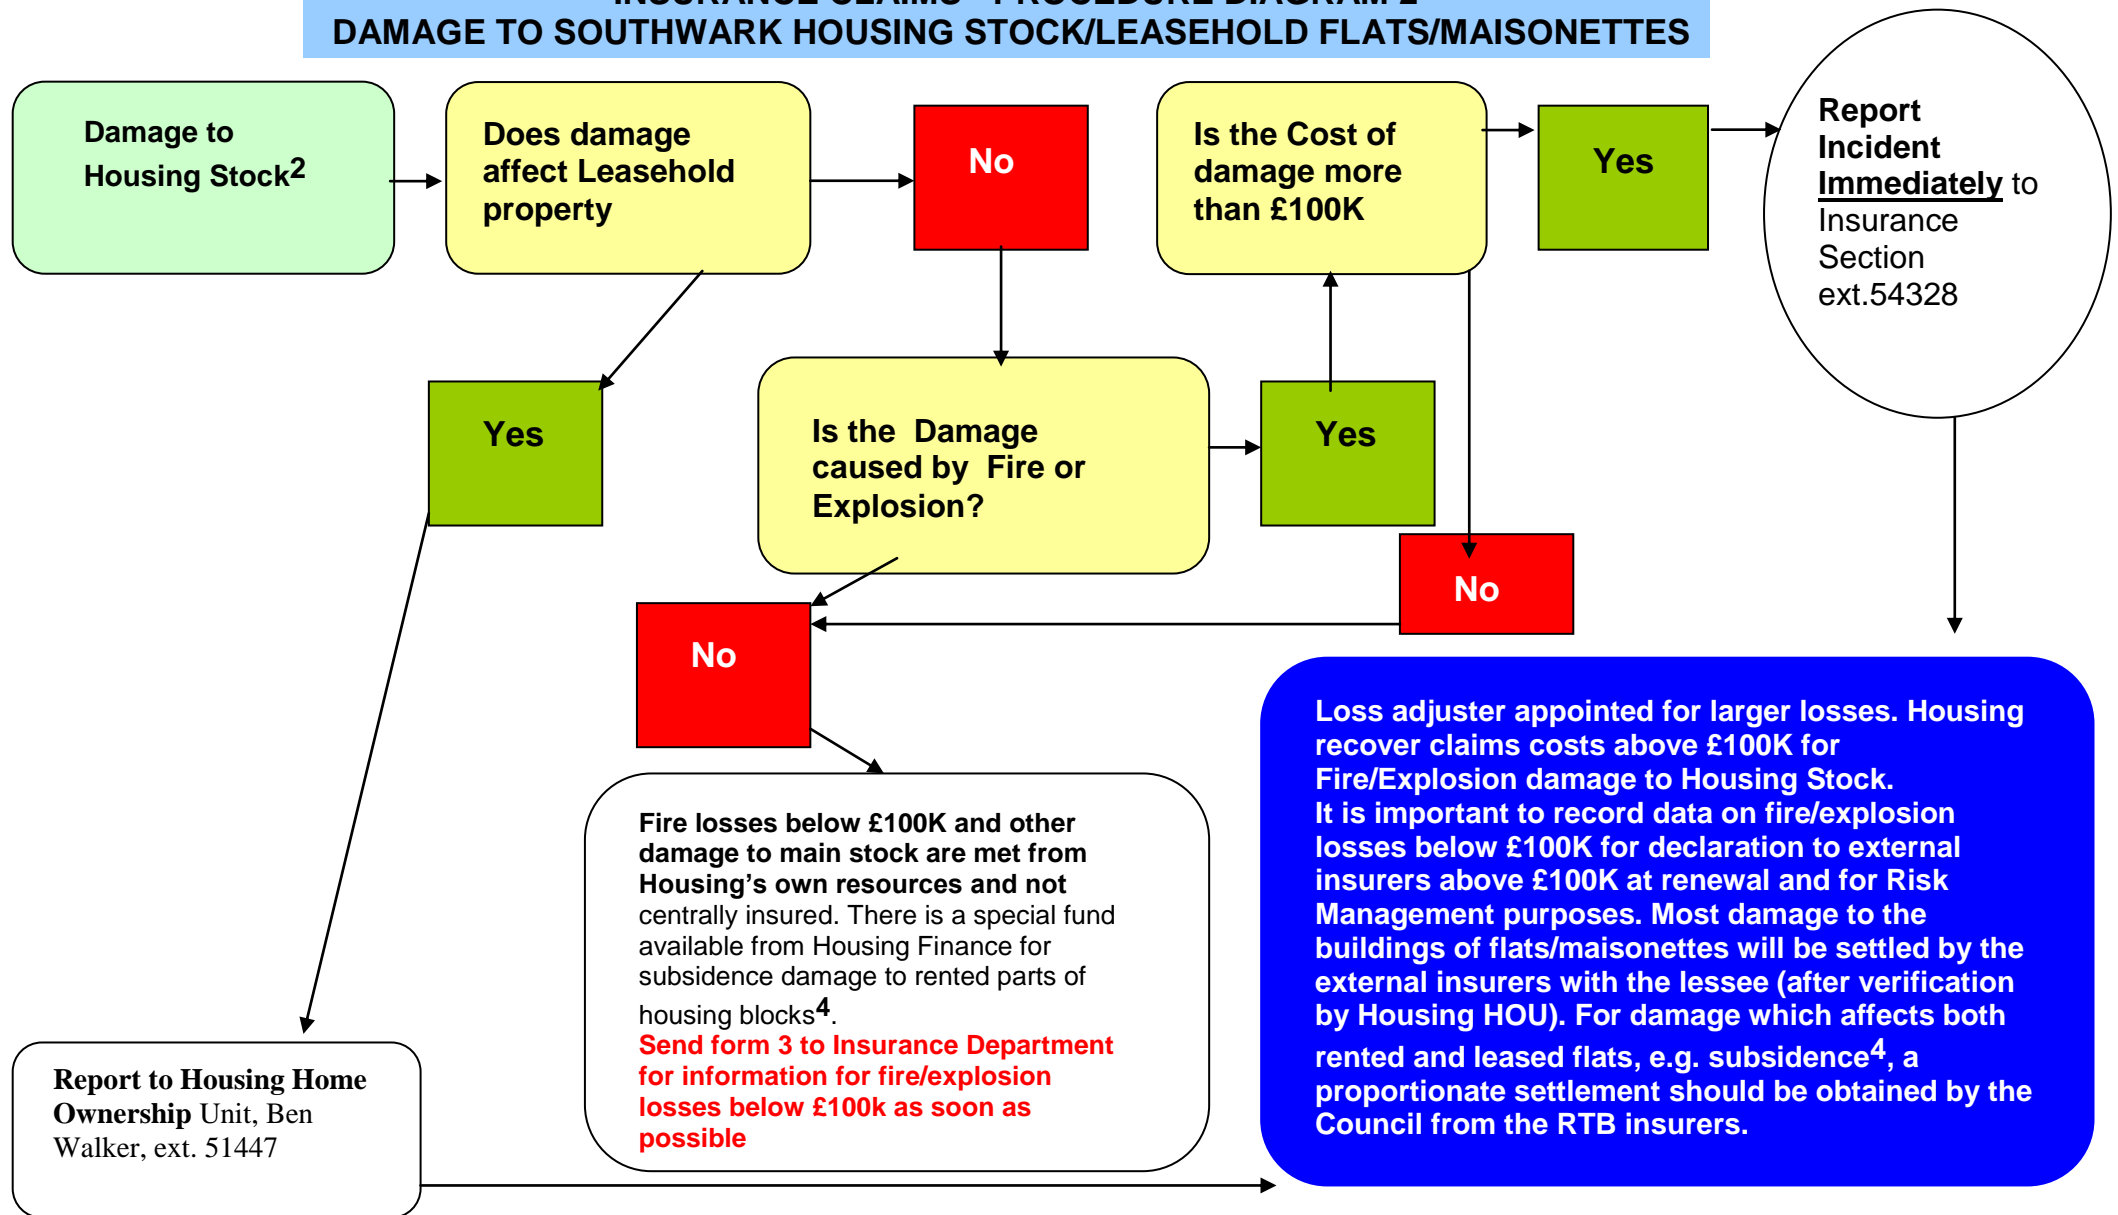 INSURANCE CLAIMS - PROCEDURE DIAGRAM 2
DAMAGE TO SOUTHWARK HOUSING STOCK/LEASEHOLD FLATS/MAISONETTES
Damage to
Housing Stock2
Does damage
affect Leasehold
property
No
Is the Cost of
damage more
than £100K
Yes
Report
Incident
Immediately to
Insurance
Section
ext.54328
Yes
Is the Damage
caused by Fire or
Explosion?
Yes
No
No
Fire losses below £100K and other
damage to main stock are met from
Housing’s own resources and not
centrally insured. There is a special fund
available from Housing Finance for
subsidence damage to rented parts of
housing blocks4.
Send form 3 to Insurance Department
for information for fire/explosion
losses below £100k as soon as
possible
Loss adjuster appointed for larger losses. Housing
recover claims costs above £100K for
Fire/Explosion damage to Housing Stock.
It is important to record data on fire/explosion
losses below £100K for declaration to external
insurers above £100K at renewal and for Risk
Management purposes. Most damage to the
buildings of flats/maisonettes will be settled by the
external insurers with the lessee (after verification
by Housing HOU). For damage which affects both
rented and leased flats, e.g. subsidence4, a
proportionate settlement should be obtained by the
Council from the RTB insurers.
Report to Housing Home
Ownership Unit, Ben
Walker, ext. 51447